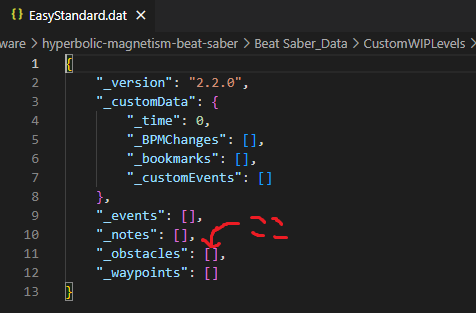 EasyStandard.dat
ware > hyperbolic-magnetism-beat-saber > Beat Saber_Data > CustomWIPLevels
1 {
2 "_version": "2.2.0",
3 "_customData": {
4 "_time": 0,
5 "_BPMChanges": [],
6 "_bookmarks": [],
7 "_customEvents": []
8 },
9 "_events": [],
10 "_notes": [],
11 "_obstacles": [],
12 "_waypoints": []
13 }